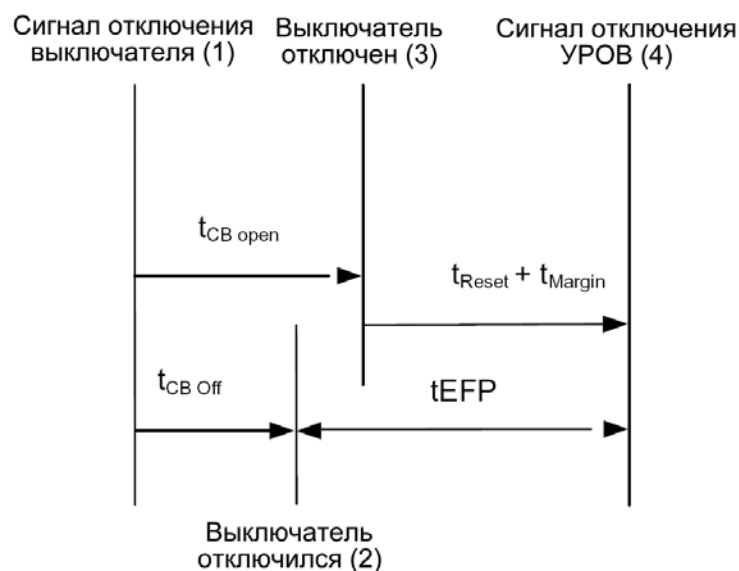 Сигнал отключения
выключателя (1)
Выключатель
отключен (3)
Сигнал отключения
УРОВ (4)
tCB open
tReset + tMargin
tCB Off
tEFP
Выключатель
отключился (2)